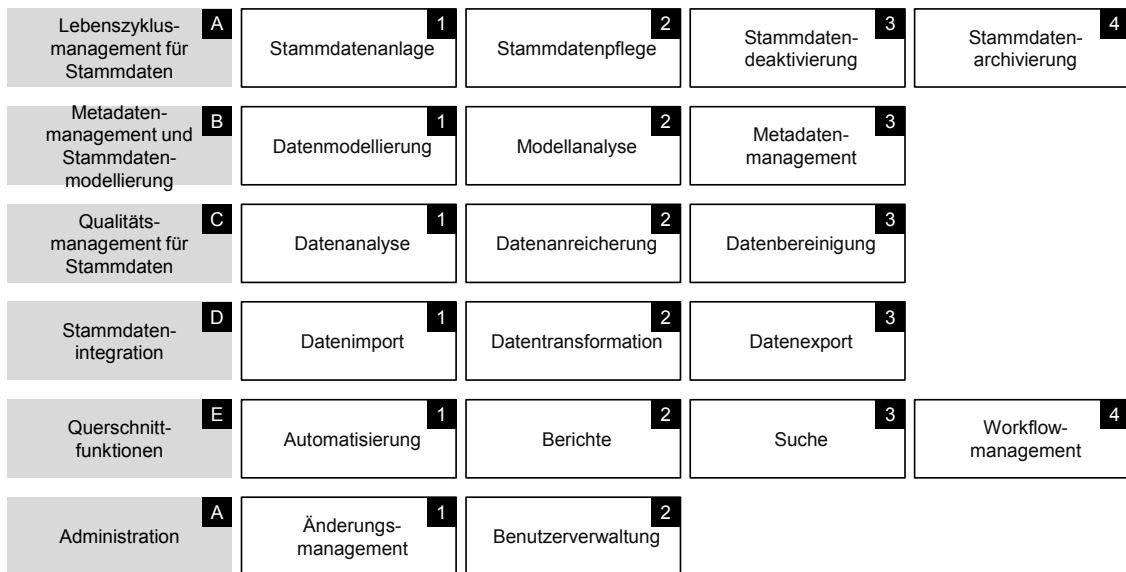 Lebenszyklus-
management für
Stammdaten
A
Stammdatenanlage
1
Stammdatenpflege
2
Stammdaten-
deaktivierung
3
Stammdaten-
archivierung
4
Metadaten-
management und
Stammdaten-
modellierung
B
Datenmodellierung
1
Modellanalyse
2
Metadaten-
management
3
Qualitäts-
management für
Stammdaten
C
Datenanalyse
1
Datenanreicherung
2
Datenbereinigung
3
Stammdaten-
integration
D
Datenimport
1
Datentransformation
2
Datenexport
3
Querschnitt-
funktionen
E
Automatisierung
1
Berichte
2
Suche
3
Workflow-
management
4
Administration
A
Änderungs-
management
1
Benutzerverwaltung
2